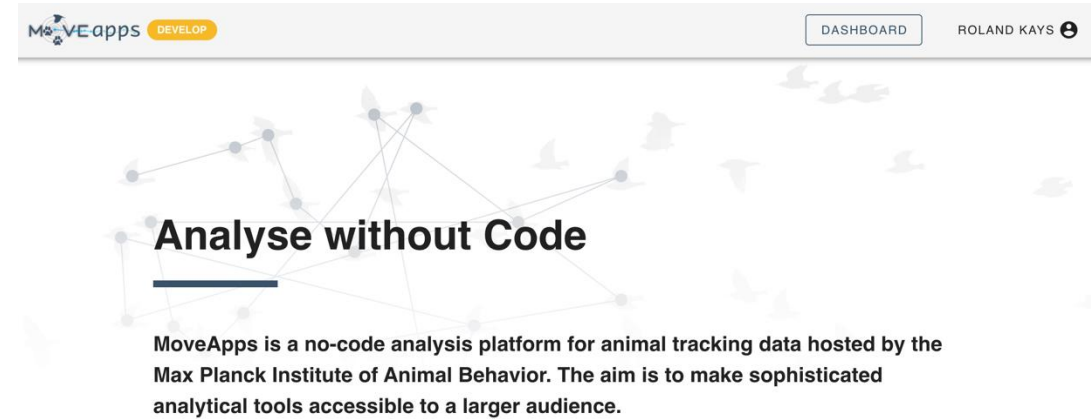 MoVE apps DEVELOP DASHBOARD ROLAND KAYS
Analyse without Code
MoveApps is a no-code analysis platform for animal tracking data hosted by the
Max Planck Institute of Animal Behavior. The aim is to make sophisticated
analytical tools accessible to a larger audience.